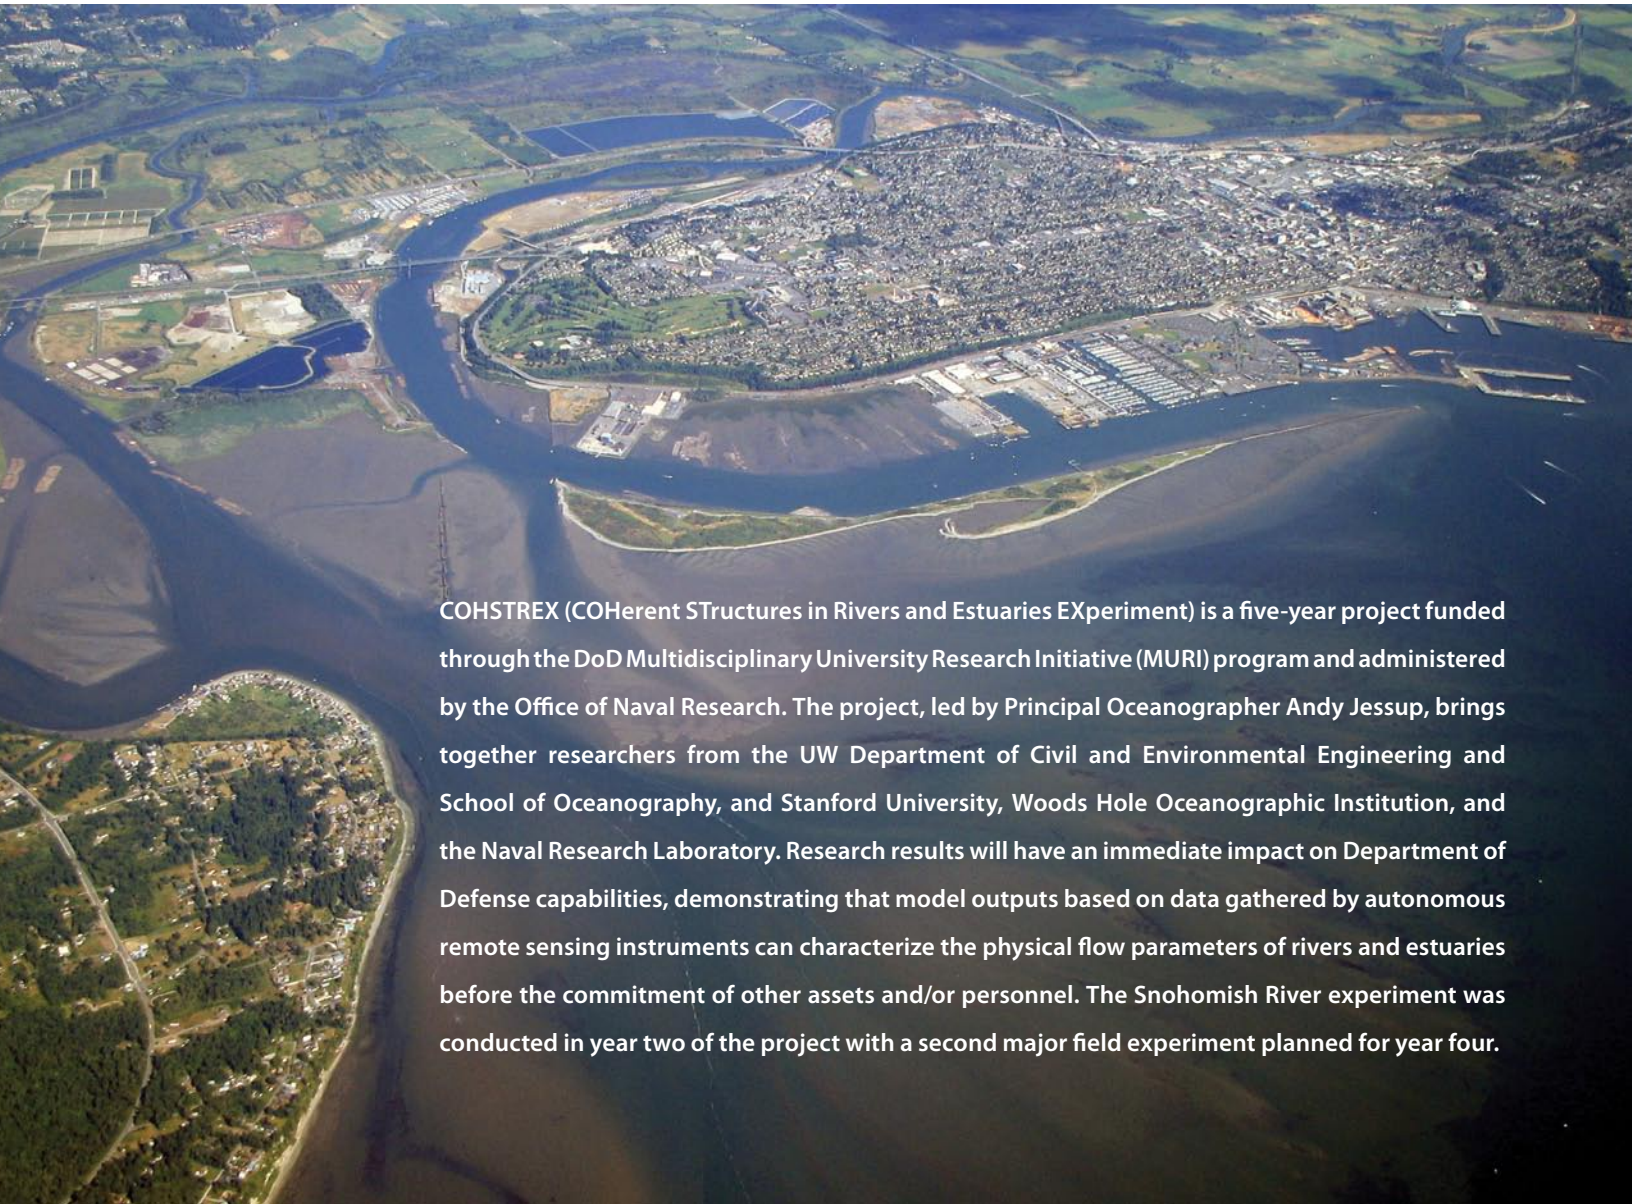 COHSTREX (COHerent STructures in Rivers and Estuaries EXperiment) is a five-year project funded
through the DoD Multidisciplinary University Research Initiative (MURI) program and administered
by the Office of Naval Research. The project, led by Principal Oceanographer Andy Jessup, brings
together researchers from the UW Department of Civil and Environmental Engineering and
School of Oceanography, and Stanford University, Woods Hole Oceanographic Institution, and
the Naval Research Laboratory. Research results will have an immediate impact on Department of
Defense capabilities, demonstrating that model outputs based on data gathered by autonomous
remote sensing instruments can characterize the physical flow parameters of rivers and estuaries
before the commitment of other assets and/or personnel. The Snohomish River experiment was
conducted in year two of the project with a second major field experiment planned for year four.